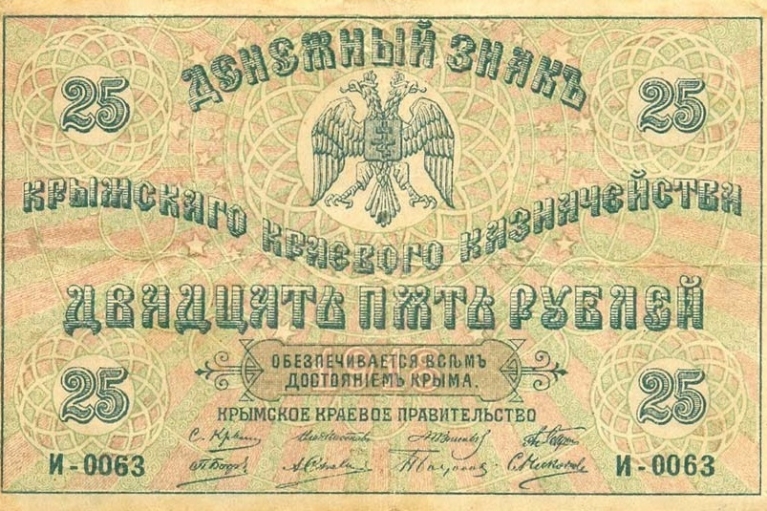 ДЕНЕЖНЫЙ ЗНАКЪ
25 25
КРЫМСКАГО КРАЕВОГО КАЗНАЧЕЙСТВА
ДВАДЦАТЬ ПѪТЬ РУБЛЕЙ
ОБЕЗПЕЧИВАЕТСЯ ВСѢМЪ
ДОСТОЯНІЕМЪ КРЫМА.
КРЫМСКОЕ КРАЕВОЕ ПРАВИТЕЛЬСТВО
25 25
И-0063 И-0063